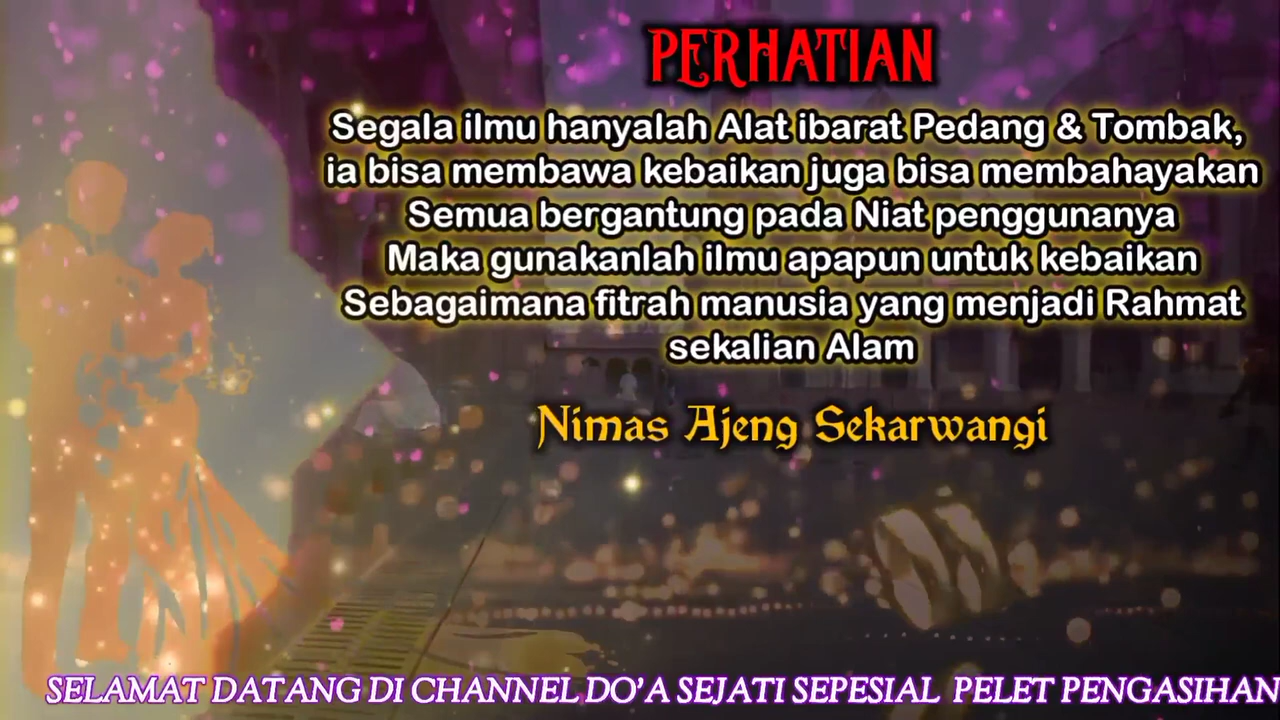 PERHATIAN
Segala ilmu hanyalah Alat ibarat Pedang & Tombak,
ia bisa membawa kebaikan juga bisa membahayakan
Semua bergantung pada Niat penggunanya
Maka gunakanlah ilmu apapun untuk kebaikan
Sebagaimana fitrah manusia yang menjadi Rahmat
sekalian Alam
Nimas Ajeng Sekarwangi
SELAMAT DATANG DI CHANNEL DO'A SEJATI SEPESIAL PELET PENGASIHAN